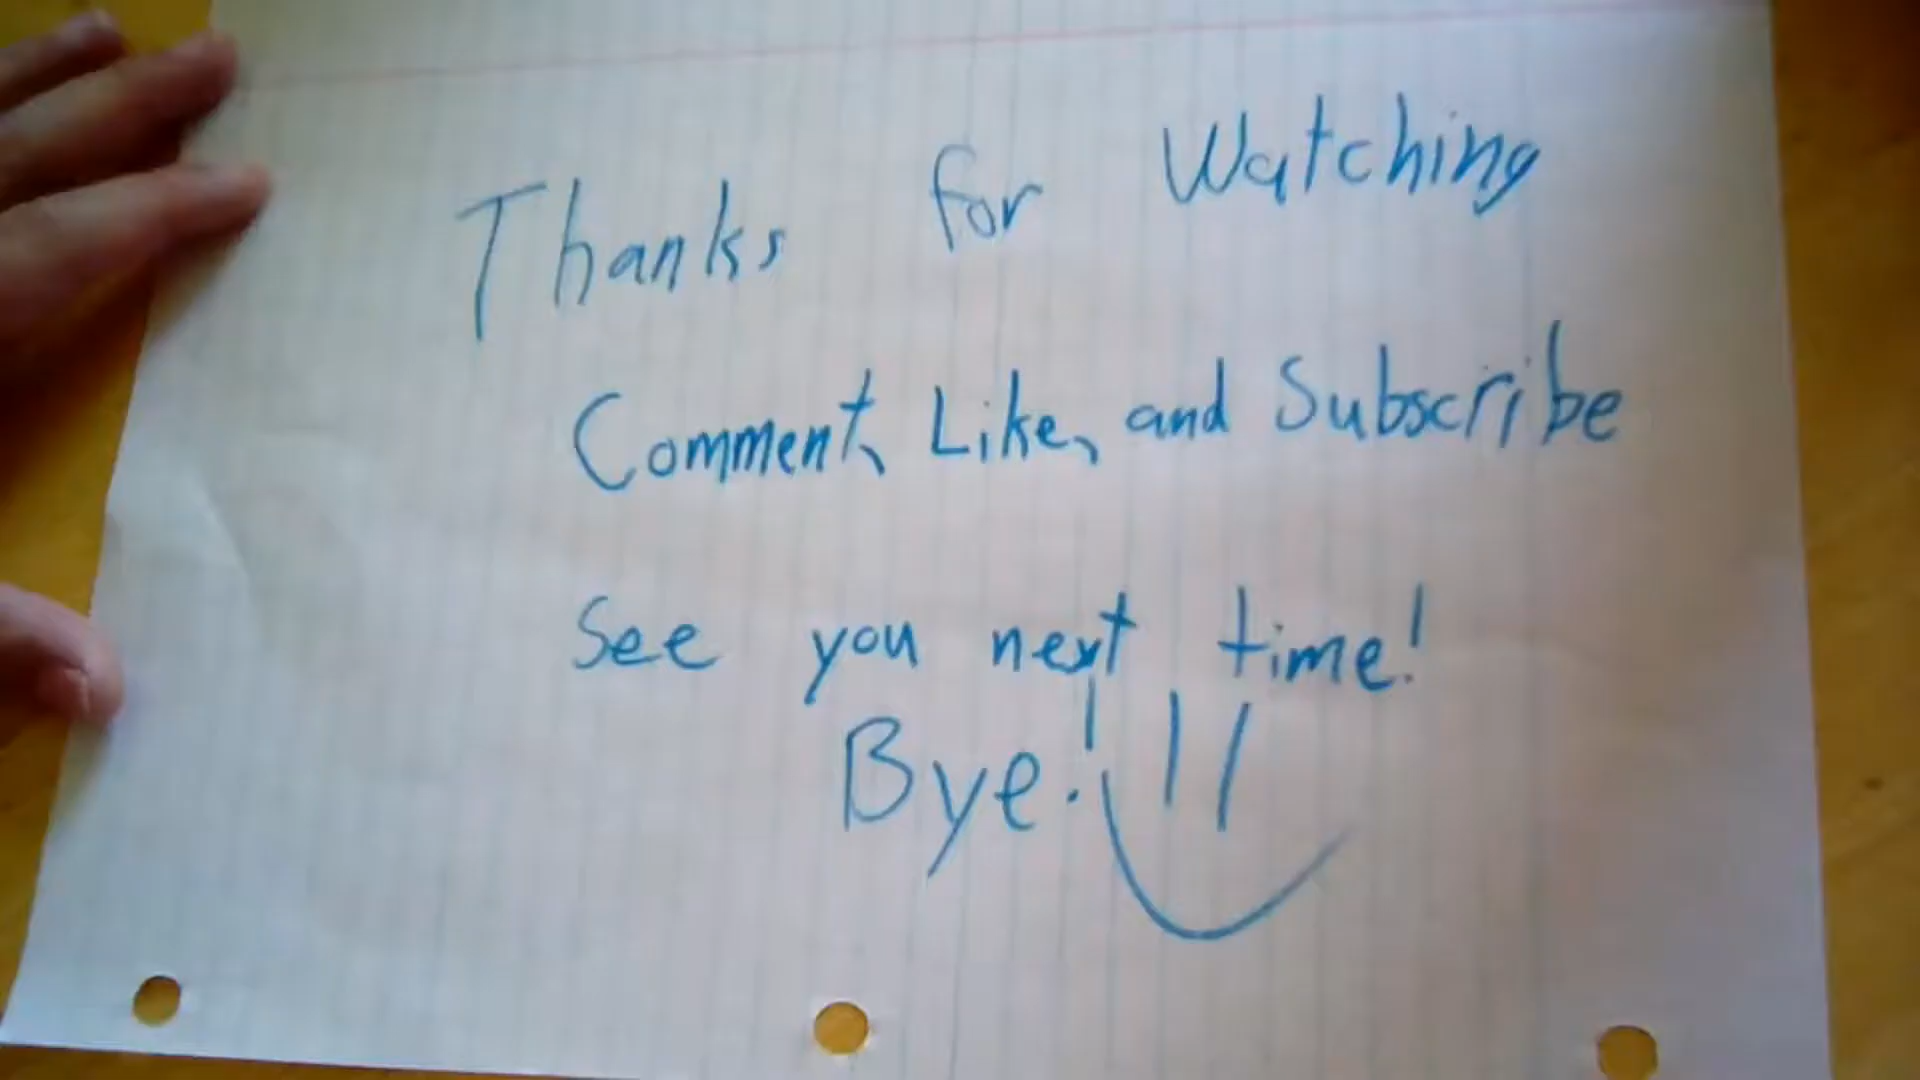 Thanks for Watching
Comment, Like, and Subscribe
See you next time!
Bye!